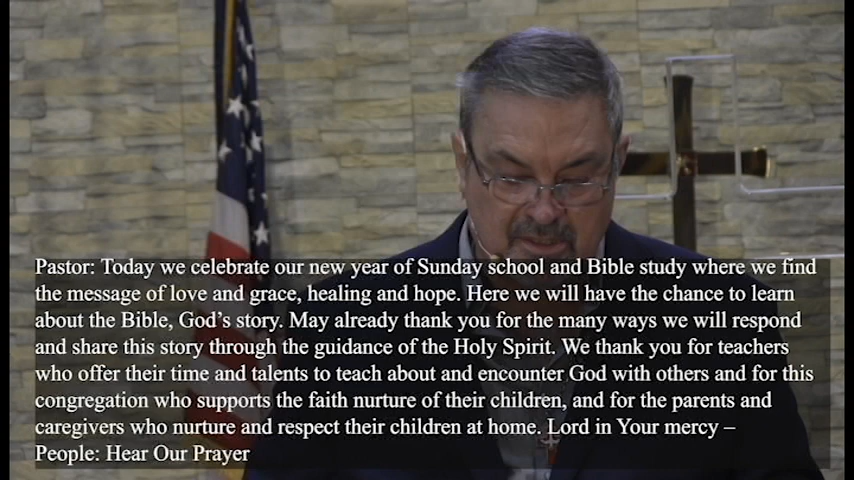 Pastor: Today we celebrate our new year of Sunday school and Bible study where we find
the message of love and grace, healing and hope. Here we will have the chance to learn
about the Bible, God’s story. May already thank you for the many ways we will respond
and share this story through the guidance of the Holy Spirit. We thank you for teachers
who offer their time and talents to teach about and encounter God with others and for this
congregation who supports the faith nurture of their children, and for the parents and
caregivers who nurture and respect their children at home. Lord in Your mercy –
People: Hear Our Prayer